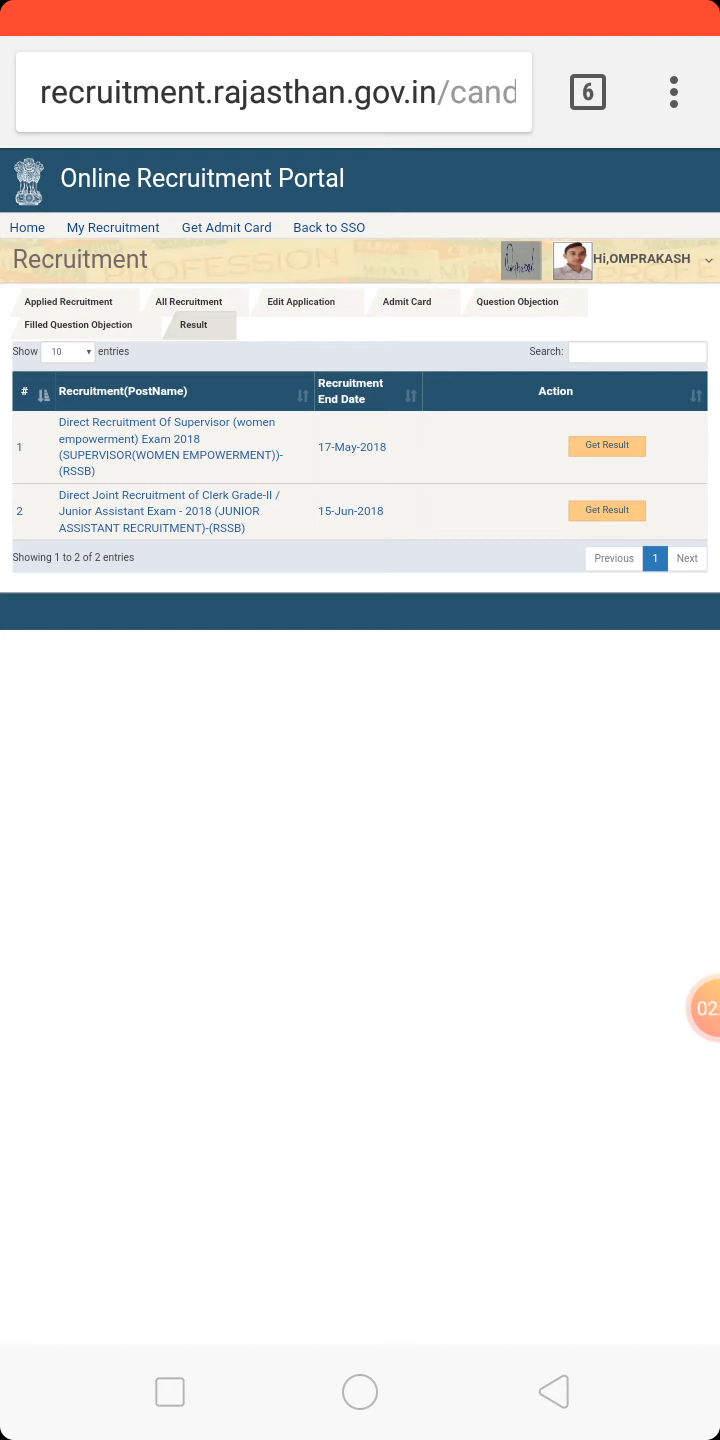 recruitment.rajasthan.gov.in/cand
6
Online Recruitment Portal
Home My Recruitment Get Admit Card Back to SSO
Recruitment
Hi,OMPRAKASH
Applied Recruitment All Recruitment Edit Application Admit Card Question Objection
Filled Question Objection Result
Show 10 entries Search:
# Recruitment(PostName) Recruitment End Date Action
1 Direct Recruitment Of Supervisor (women
empowerment) Exam 2018
(SUPERVISOR(WOMEN EMPOWERMENT))-
(RSSB)
17-May-2018 Get Result
2 Direct Joint Recruitment of Clerk Grade-II /
Junior Assistant Exam - 2018 (JUNIOR
ASSISTANT RECRUITMENT)-(RSSB)
15-Jun-2018 Get Result
Showing 1 to 2 of 2 entries Previous 1 Next